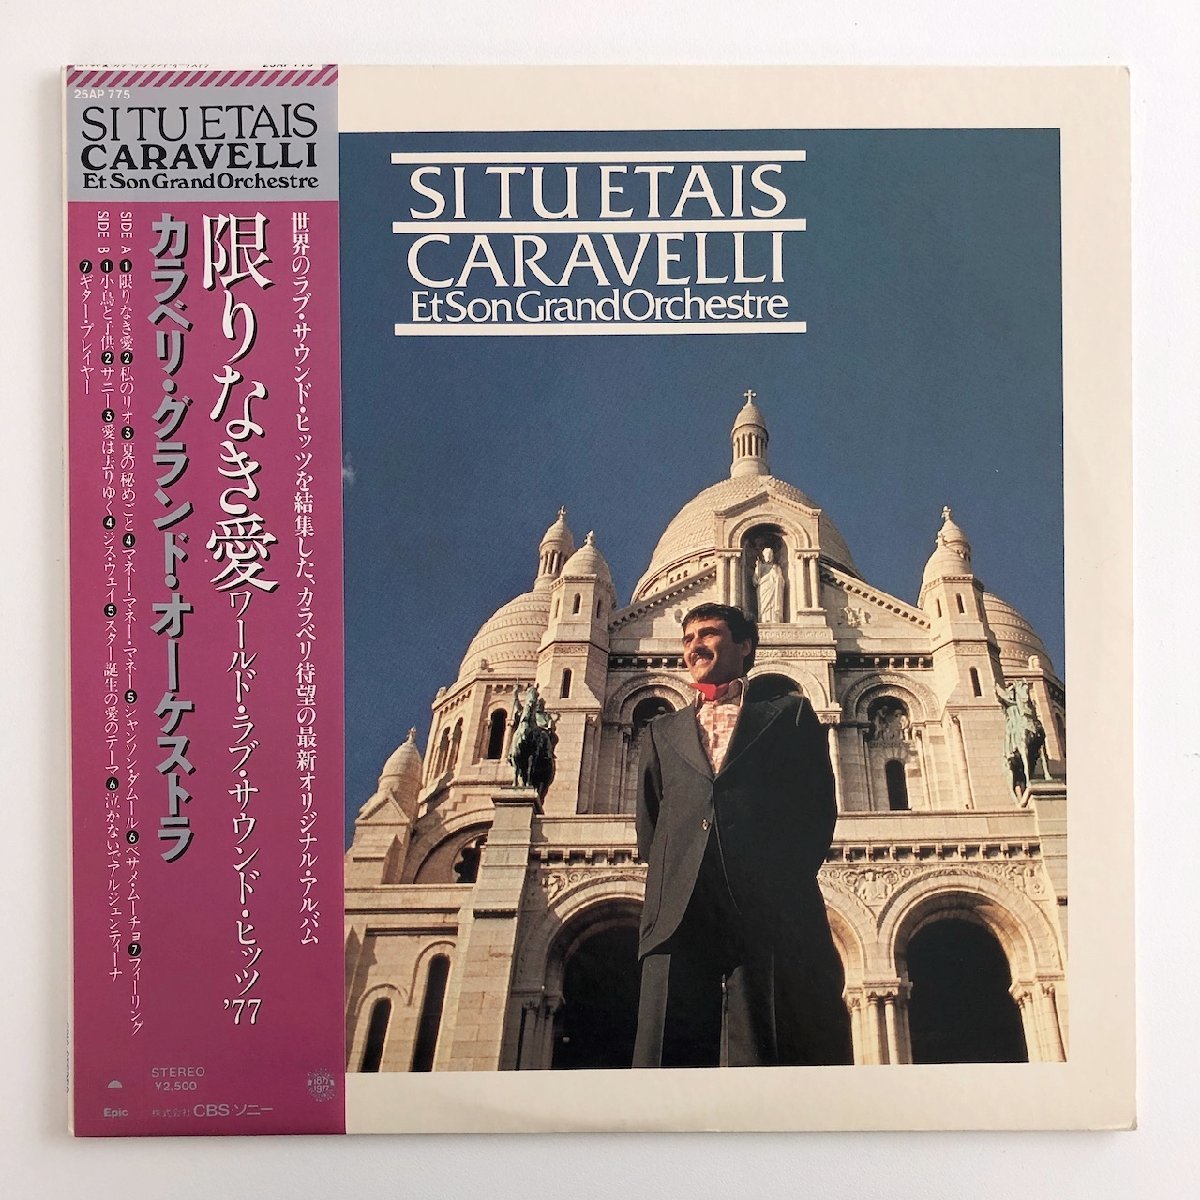 25AP 775
SI TU ETAIS
CARAVELLI
Et Son Grand Orchestre
世界のラブ・サウンド・ヒッツを結集した、カラベリ待望の最新オリジナル・アルバム
限りなき愛 ワールド・ラブ・サウンド・ヒッツ '77
カラベリ・グランド・オーケストラ
SIDE A ❶限りなき愛❷私のリオ❸夏の秘めごと❹マネー・マネー・マネー❺シャンソン・ダムール❻ベサメ・ムーチョ❼フィーリング
SIDE B ❶小鳥と子供❷サニー❸愛は去りゆく❹ジス・ウェイ❺スター誕生の愛のテーマ❻泣かないでアルジェンティーナ
❼ギター・プレイヤー
STEREO
¥2,500
Epic
株式会社 CBS ソニー
SI TU ETAIS
CARAVELLI
Et Son Grand Orchestre